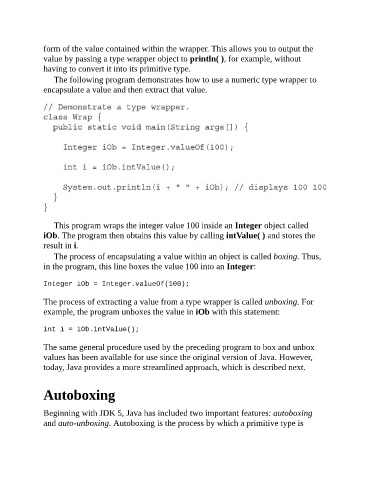 form of the value contained within the wrapper. This allows you to output the
value by passing a type wrapper object to println( ), for example, without
having to convert it into its primitive type.
The following program demonstrates how to use a numeric type wrapper to
encapsulate a value and then extract that value.
// Demonstrate a type wrapper.
class Wrap {
public static void main(String args[]) {
Integer iOb = Integer.valueOf(100);
int i = iOb.intValue();
System.out.println(i + " " + iOb); // displays 100 100
}
}
This program wraps the integer value 100 inside an Integer object called
iOb. The program then obtains this value by calling intValue( ) and stores the
result in i.
The process of encapsulating a value within an object is called boxing. Thus,
in the program, this line boxes the value 100 into an Integer:
Integer iOb = Integer.valueOf(100);
The process of extracting a value from a type wrapper is called unboxing. For
example, the program unboxes the value in iOb with this statement:
int i = iOb.intValue();
The same general procedure used by the preceding program to box and unbox
values has been available for use since the original version of Java. However,
today, Java provides a more streamlined approach, which is described next.
Autoboxing
Beginning with JDK 5, Java has included two important features: autoboxing
and auto-unboxing. Autoboxing is the process by which a primitive type is